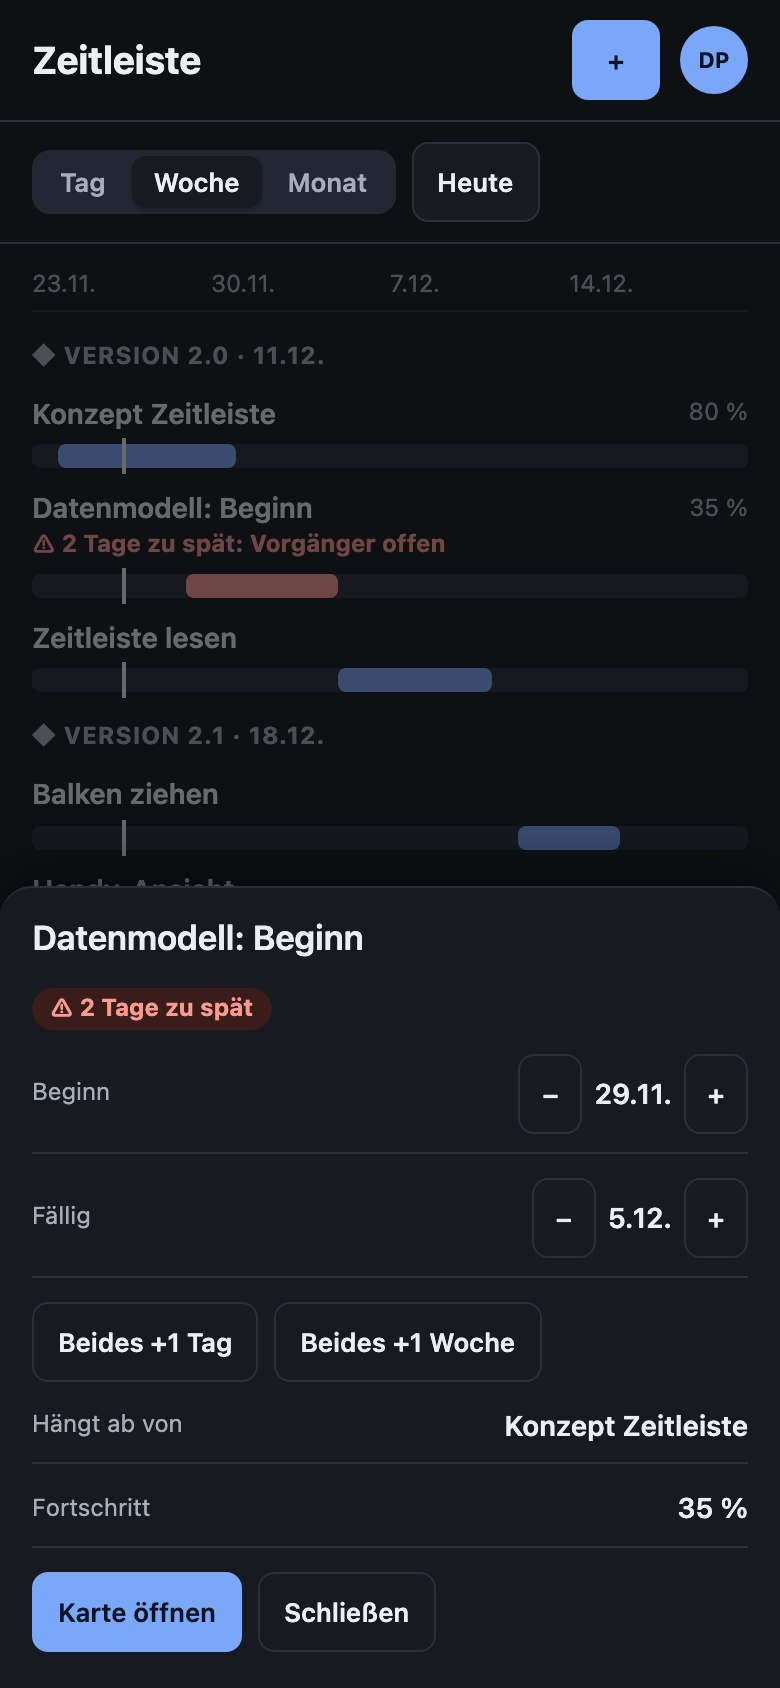 Zeitleiste
+
DP
Tag Woche Monat Heute
23.11. 30.11. 7.12. 14.12.
◆ VERSION 2.0 · 11.12.
Konzept Zeitleiste 80 %
Datenmodell: Beginn 35 %
⚠ 2 Tage zu spät: Vorgänger offen
Zeitleiste lesen
◆ VERSION 2.1 · 18.12.
Balken ziehen
Datenmodell: Beginn
⚠ 2 Tage zu spät
Beginn − 29.11. +
Fällig − 5.12. +
Beides +1 Tag Beides +1 Woche
Hängt ab von Konzept Zeitleiste
Fortschritt 35 %
Karte öffnen Schließen